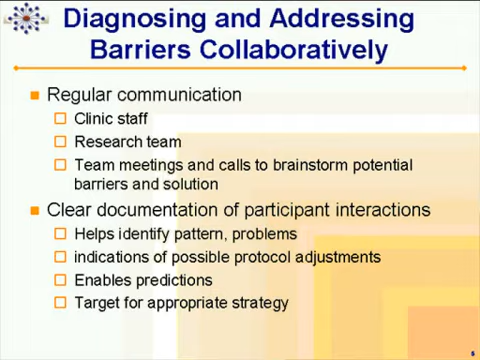 Diagnosing and Addressing
Barriers Collaboratively
Regular communication
Clinic staff
Research team
Team meetings and calls to brainstorm potential
barriers and solution
Clear documentation of participant interactions
Helps identify pattern, problems
indications of possible protocol adjustments
Enables predictions
Target for appropriate strategy